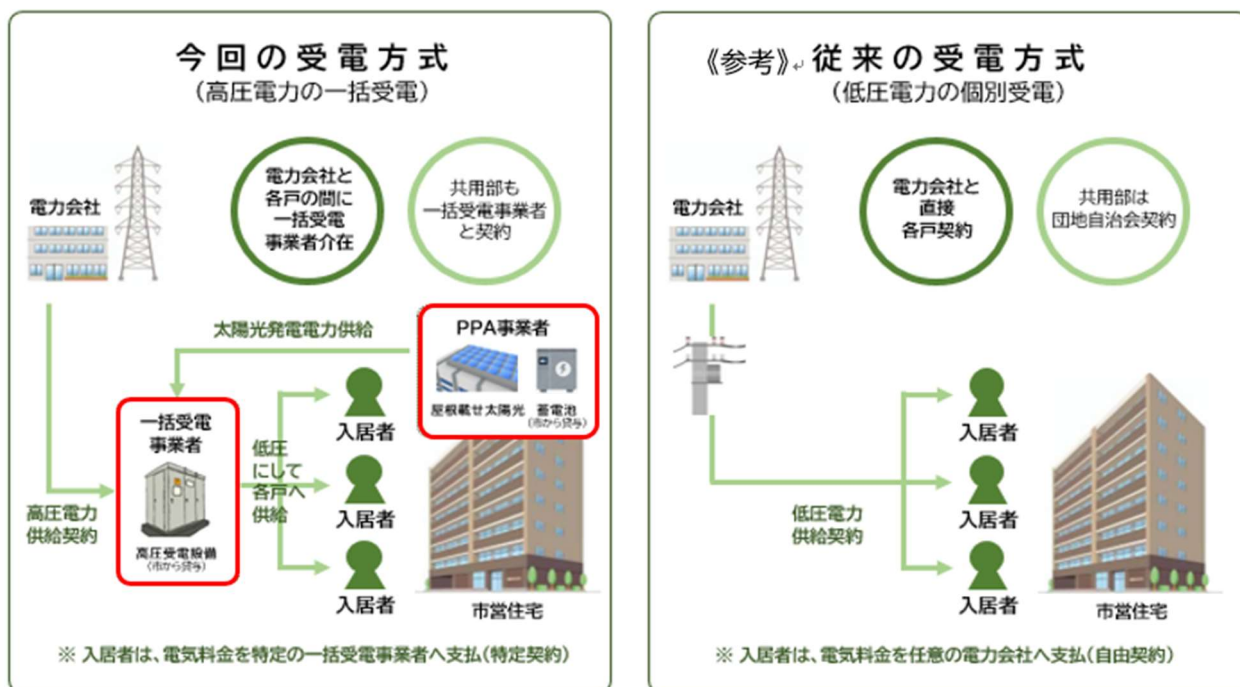 今回の受電方式
(高圧電力の一括受電)
電力会社
電力会社と
各戸の間に
一括受電
事業者介在
共用部も
一括受電事業者
と契約
太陽光発電電力供給
PPA事業者
屋根載せ太陽光
蓄電池
(市から貸与)
一括受電
事業者
高圧受電設備
(市から貸与)
高圧電力
供給契約
低圧
にして
各戸へ
供給
入居者
入居者
入居者
市営住宅
※ 入居者は、電気料金を特定の一括受電事業者へ支払(特定契約)
《参考》↵ 従来の受電方式
(低圧電力の個別受電)
電力会社
電力会社と
直接
各戸契約
共用部は
団地自治会契約
低圧電力
供給契約
入居者
入居者
入居者
市営住宅
※ 入居者は、電気料金を任意の電力会社へ支払(自由契約)